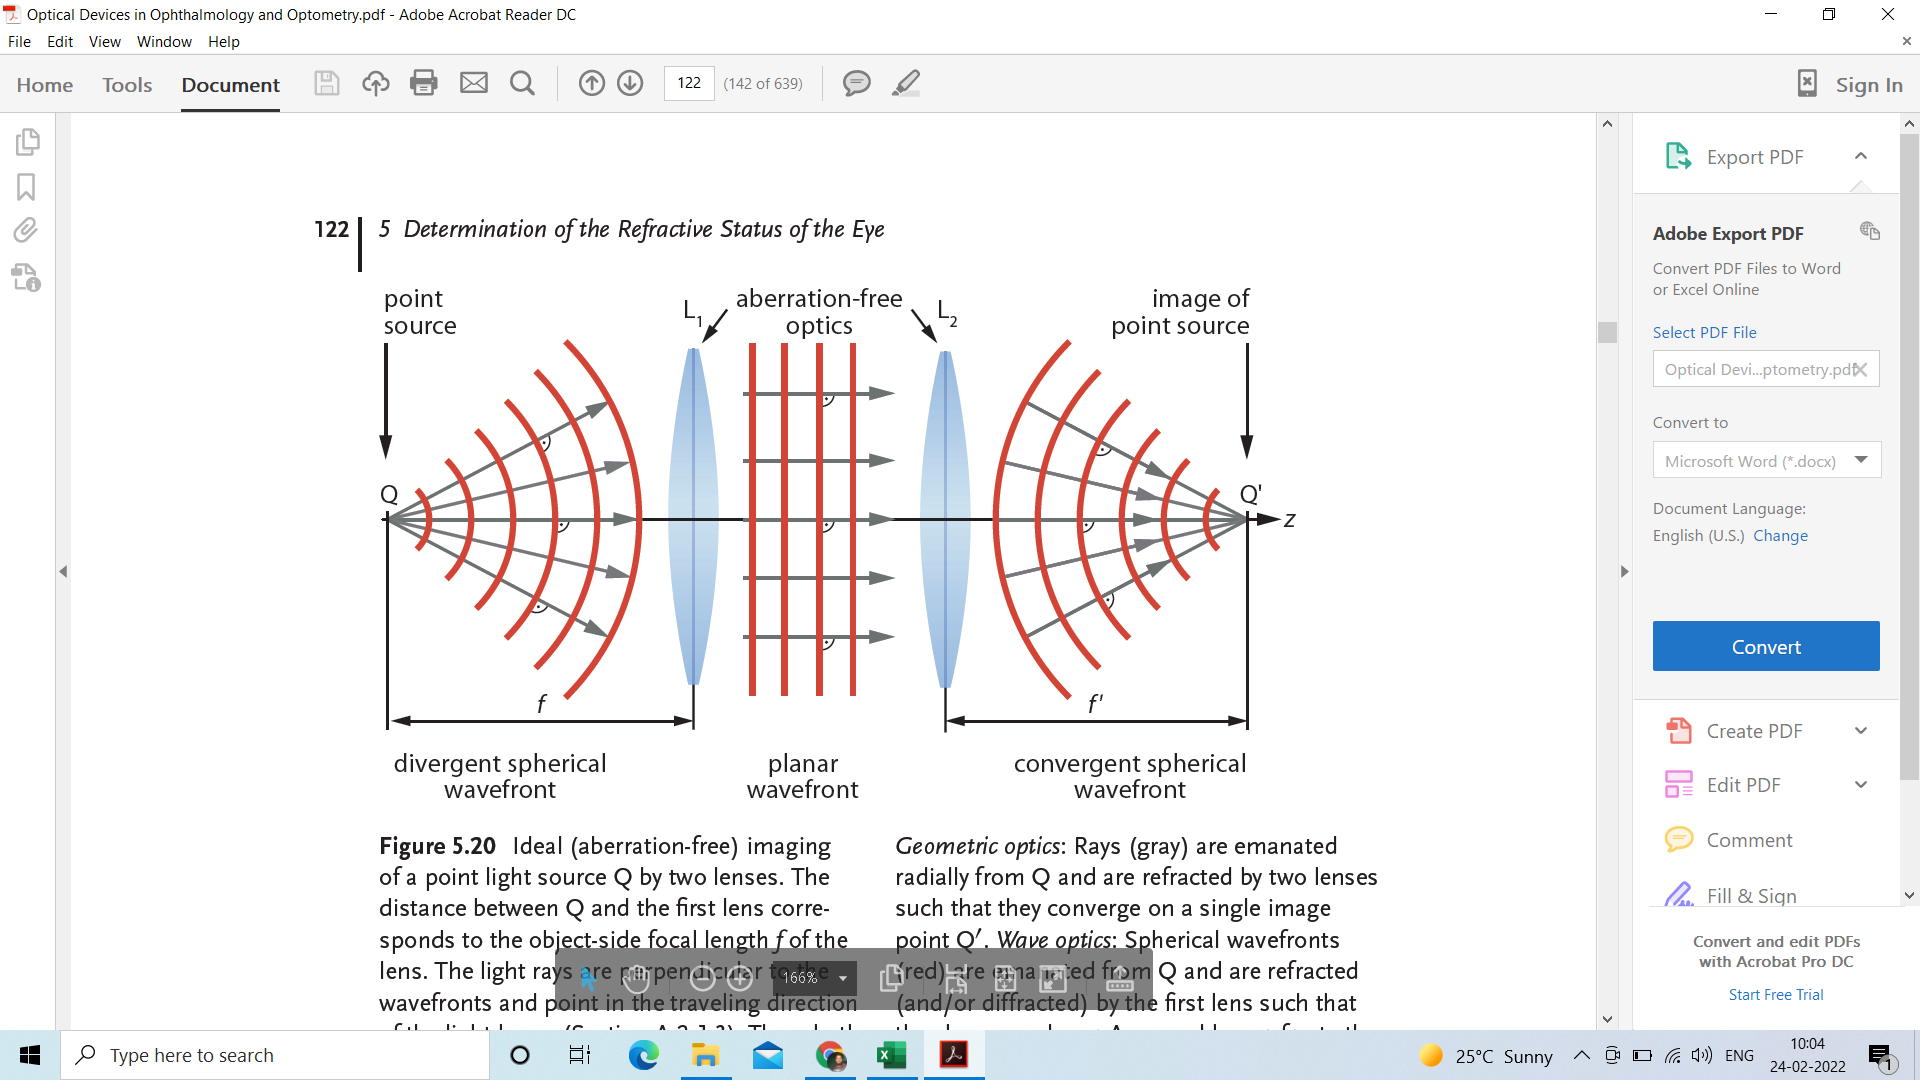 Optical Devices in Ophthalmology and Optometry.pdf - Adobe Acrobat Reader DC
File Edit View Window Help
Home Tools Document 122 (142 of 639) Sign In
122 5 Determination of the Refractive Status of the Eye
point
source
L1
aberration-free
optics
L2
image of
point source
Q
Q'
z
f
f'
divergent spherical
wavefront
planar
wavefront
convergent spherical
wavefront
Figure 5.20 Ideal (aberration-free) imaging
of a point light source Q by two lenses. The
distance between Q and the first lens corre-
sponds to the object-side focal length f of the
lens. The light rays are perpendicular to the
wavefronts and point in the traveling direction
Geometric optics: Rays (gray) are emanated
radially from Q and are refracted by two lenses
such that they converge on a single image
point Q′. Wave optics: Spherical wavefronts
(red) are emanated from Q and are refracted
(and/or diffracted) by the first lens such that
166%
Export PDF
Adobe Export PDF
Convert PDF Files to Word
or Excel Online
Select PDF File
Optical Devi...ptometry.pdf
Convert to
Microsoft Word (*.docx)
Document Language:
English (U.S.) Change
Convert
Create PDF
Edit PDF
Comment
Fill & Sign
Convert and edit PDFs
with Acrobat Pro DC
Start Free Trial
Type here to search
25°C Sunny
ENG
10:04
24-02-2022
1